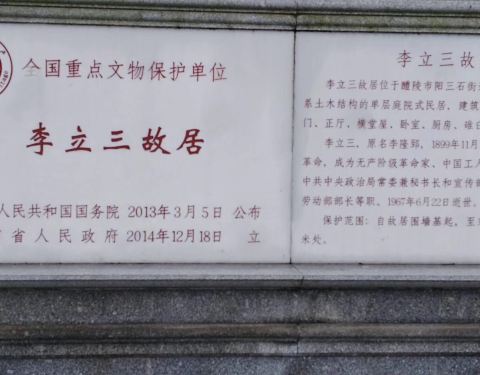 全国重点文物保护单位
李立三故居
人民共和国国务院 2013年3月5日 公布
省人民政府 2014年12月18日 立
李立三故
李立三故居位于醴陵市阳三石街
系土木结构的单层庭院式民居，建筑
门、正厅、横堂屋、卧室、厨房、碓臼
李立三，原名李隆郅，1899年11月
革命，成为无产阶级革命家、中国工人
中共中央政治局常委兼秘书长和宣传部
劳动部部长等职，1967年6月22日逝世。
保护范围：自故居围墙基起，至
米处。